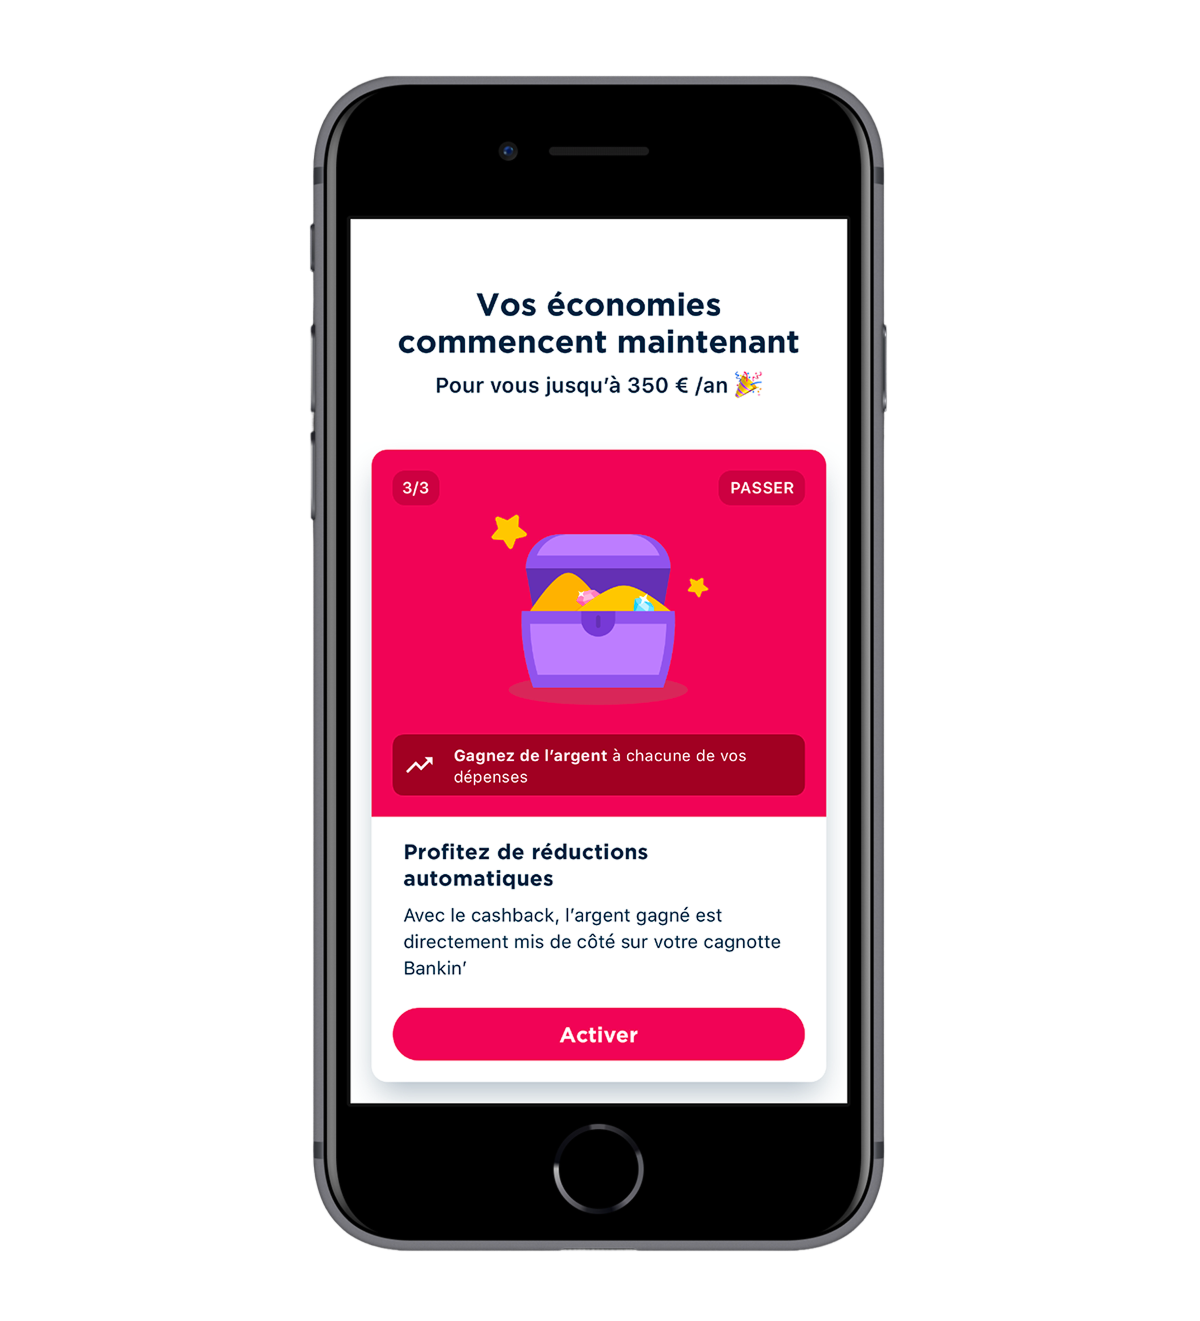 Vos économies
commencent maintenant
Pour vous jusqu’à 350 € /an 🎉
3/3
PASSER
Gagnez de l’argent à chacune de vos
dépenses
Profitez de réductions
automatiques
Avec le cashback, l’argent gagné est
directement mis de côté sur votre cagnotte
Bankin’
Activer